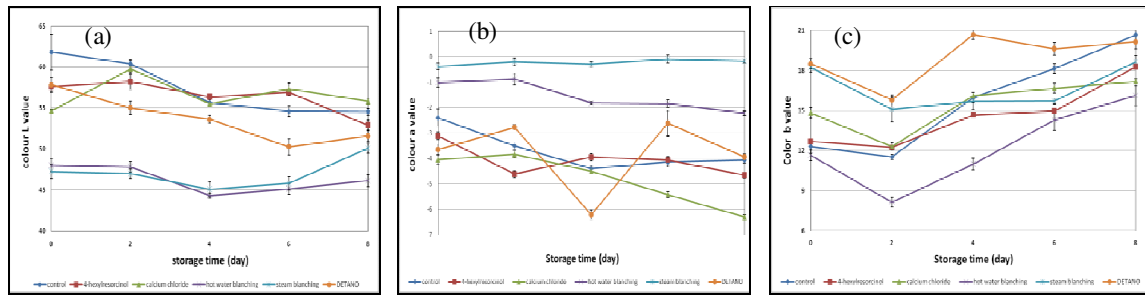 (a)
65
60
55
50
45
40
colour L value
0 2 4 6 8
storage time (day)
control 4-hexylresorcinol calcium chloride hot water blanching steam blanching DETANO
(b)
1
0
-1
-2
-3
-4
-5
-6
-7
colour a value
Storage time (day)
control 4-hexylresorcinol calcium chloride hot water blanching steam blanching DETANO
(c)
21
18
15
12
9
6
Color b value
0 2 4 6 8
Storage time (day)
control 4-hexylresorcinol calcium chloride hot water blanching steam blanching DETANO